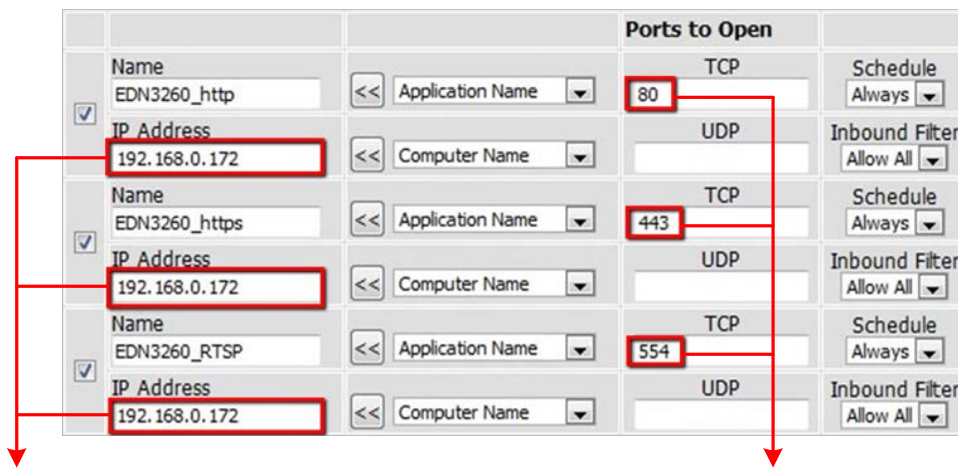 Ports to Open
Name TCP Schedule
EDN3260_http << Application Name 80 Always
IP Address UDP Inbound Filter
192.168.0.172 << Computer Name Allow All
Name TCP Schedule
EDN3260_https << Application Name 443 Always
IP Address UDP Inbound Filter
192.168.0.172 << Computer Name Allow All
Name TCP Schedule
EDN3260_RTSP << Application Name 554 Always
IP Address UDP Inbound Filter
192.168.0.172 << Computer Name Allow All